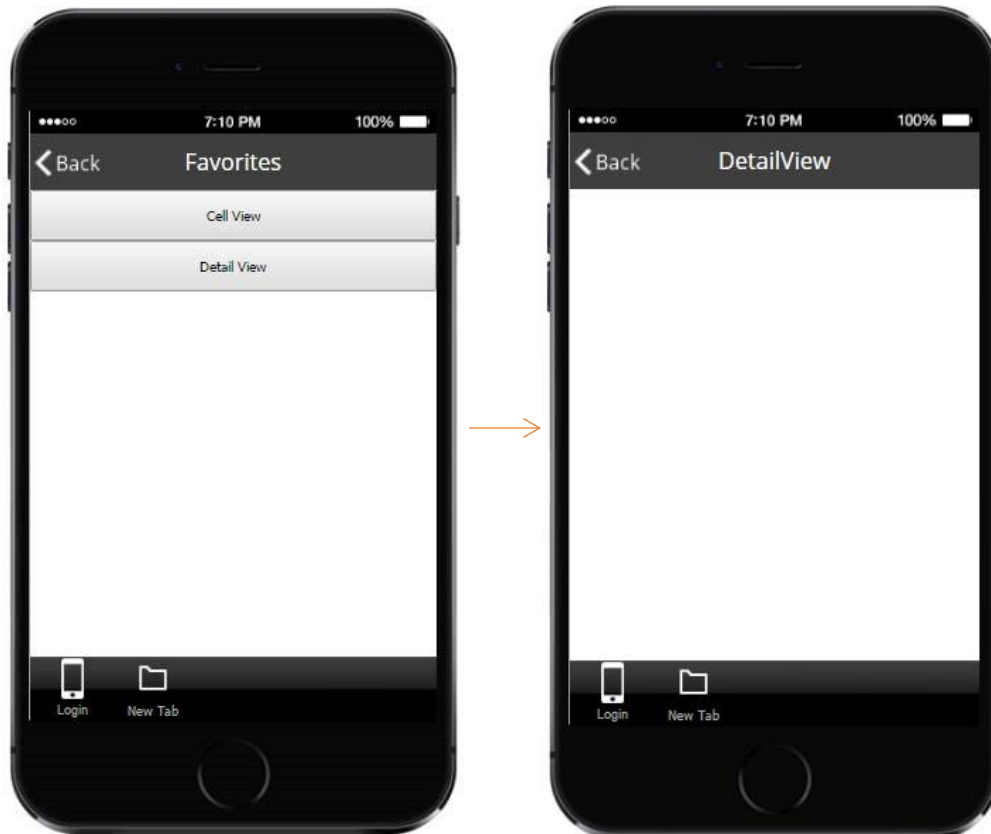 7:10 PM
100%
Back
Favorites
Cell View
Detail View
Login
New Tab
7:10 PM
100%
Back
DetailView
Login
New Tab